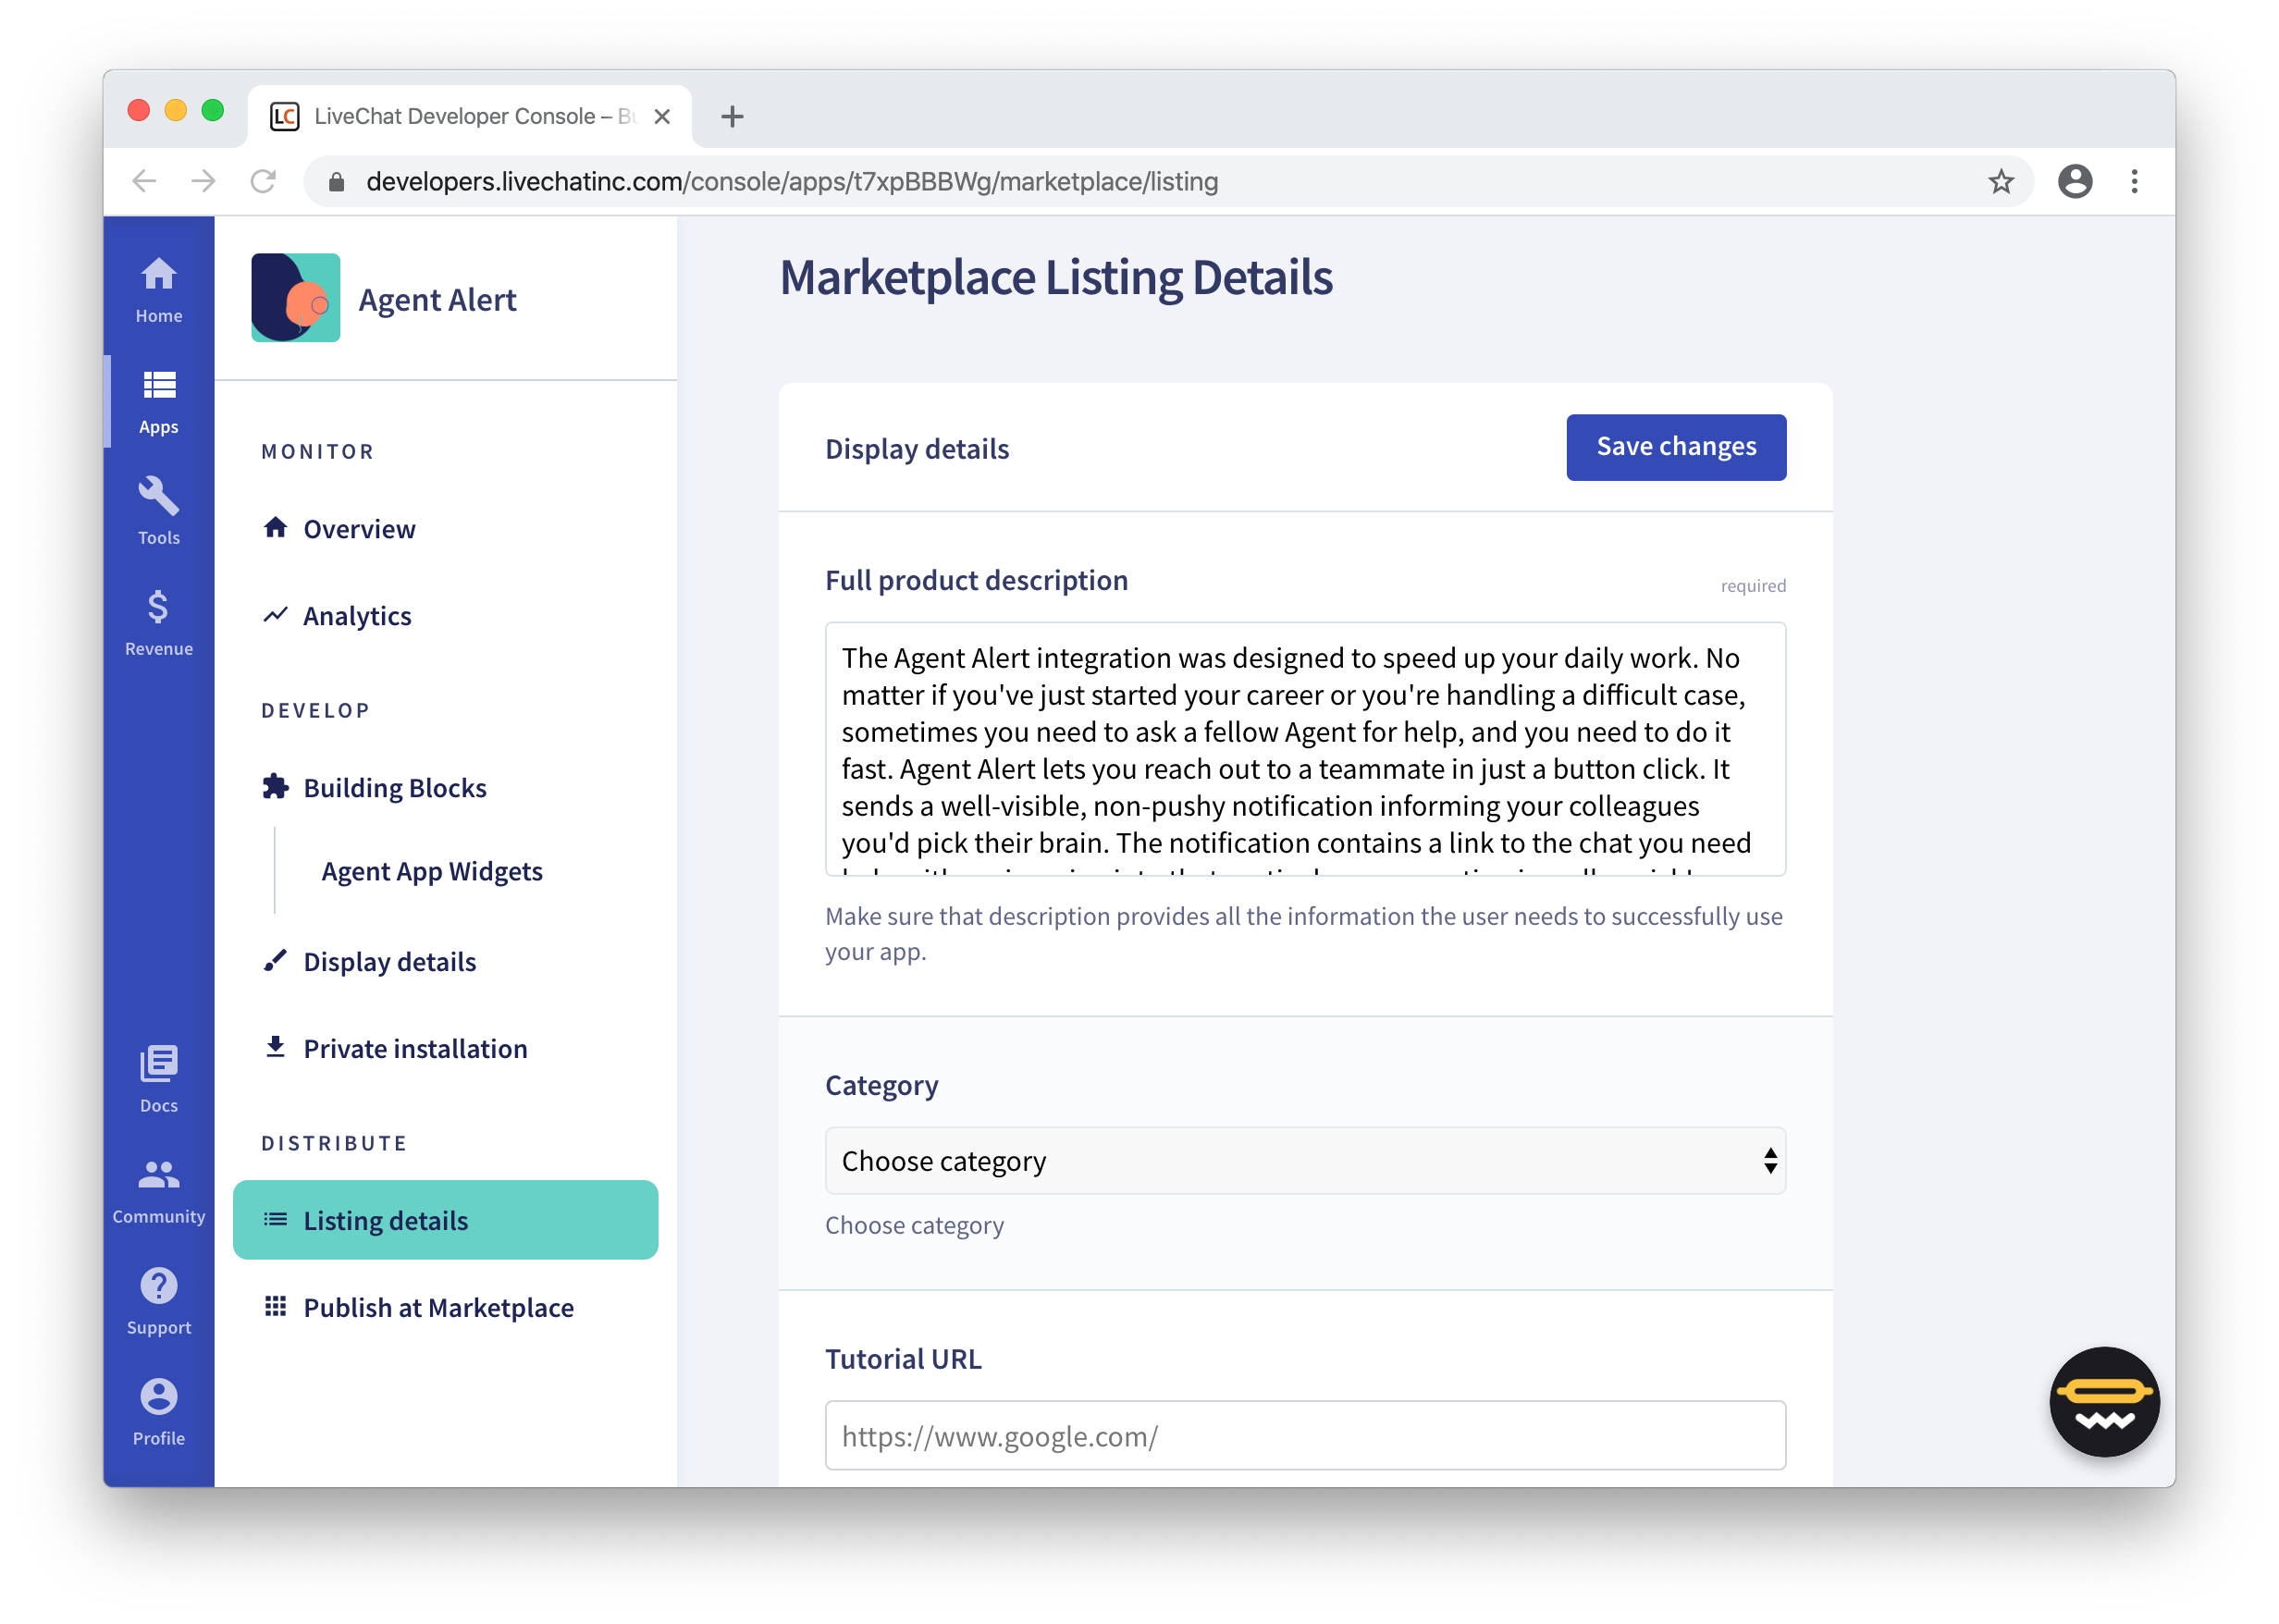 LC LiveChat Developer Console – Bu
developers.livechatinc.com/console/apps/t7xpBBBWg/marketplace/listing
Home
Apps
Tools
Revenue
Docs
Community
Support
Profile
Agent Alert
MONITOR
Overview
Analytics
DEVELOP
Building Blocks
Agent App Widgets
Display details
Private installation
DISTRIBUTE
Listing details
Publish at Marketplace
Marketplace Listing Details
Display details
Save changes
Full product description
required
The Agent Alert integration was designed to speed up your daily work. No
matter if you've just started your career or you're handling a difficult case,
sometimes you need to ask a fellow Agent for help, and you need to do it
fast. Agent Alert lets you reach out to a teammate in just a button click. It
sends a well-visible, non-pushy notification informing your colleagues
you'd pick their brain. The notification contains a link to the chat you need
Make sure that description provides all the information the user needs to successfully use
your app.
Category
Choose category
Choose category
Tutorial URL
https://www.google.com/